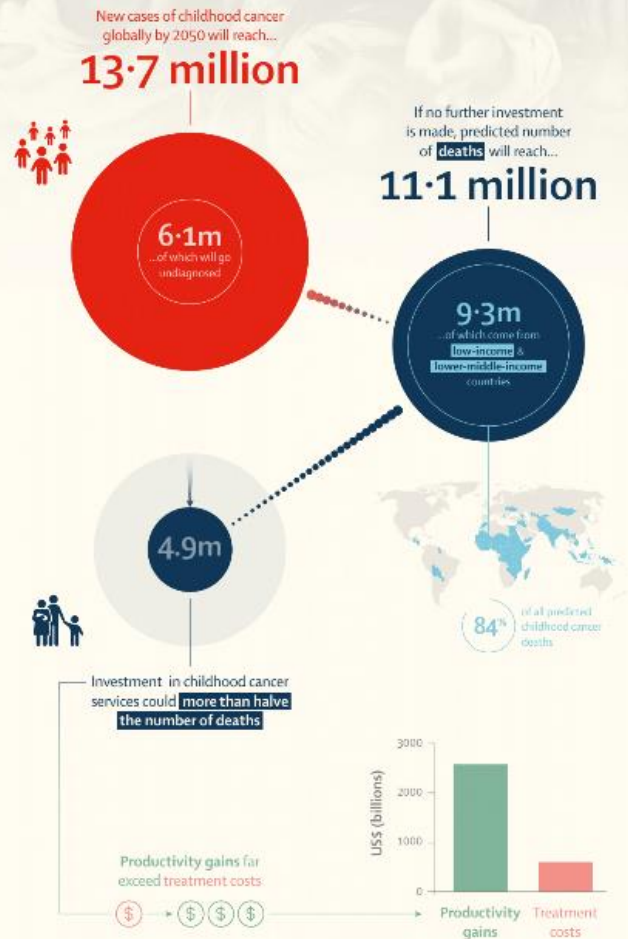 New cases of childhood cancer
globally by 2050 will reach...
13·7 million
6·1m
...of which will go
undiagnosed
If no further investment
is made, predicted number
of deaths will reach...
11·1 million
9·3m
...of which come from
low-income &
lower-middle-income
countries
84%
of all predicted
childhood cancer
deaths
4.9m
Investment in childhood cancer
services could more than halve
the number of deaths
Productivity gains far
exceed treatment costs
$ $ $ $
US$ (billions)
3000
2000
1000
0
Productivity
gains
Treatment
costs